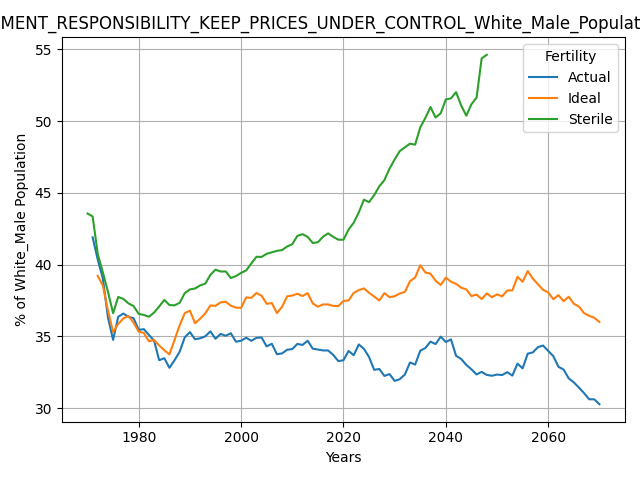 MENT_RESPONSIBILITY_KEEP_PRICES_UNDER_CONTROL_White_Male_Populat
55
50
45
40
35
30
% of White_Male Population
Fertility
Actual
Ideal
Sterile
1980
2000
2020
2040
2060
Years